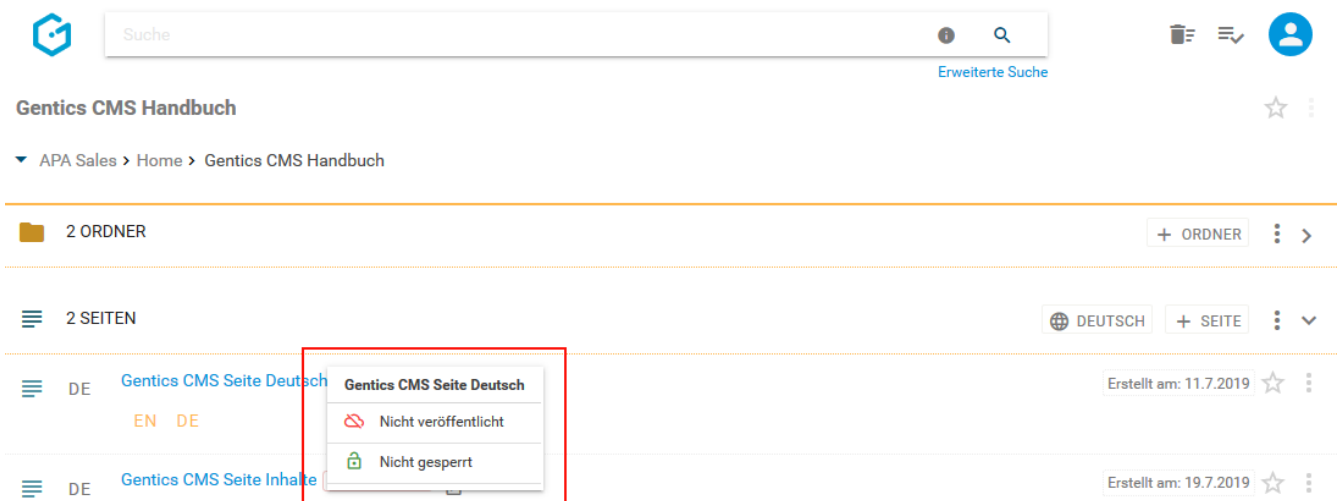 Suche
Erweiterte Suche
Gentics CMS Handbuch
APA Sales > Home > Gentics CMS Handbuch
2 ORDNER
+ ORDNER
2 SEITEN
DEUTSCH
+ SEITE
DE
Gentics CMS Seite Deutsch
Erstellt am: 11.7.2019
EN DE
Gentics CMS Seite Deutsch
Nicht veröffentlicht
Nicht gesperrt
DE
Gentics CMS Seite Inhalte
Erstellt am: 19.7.2019